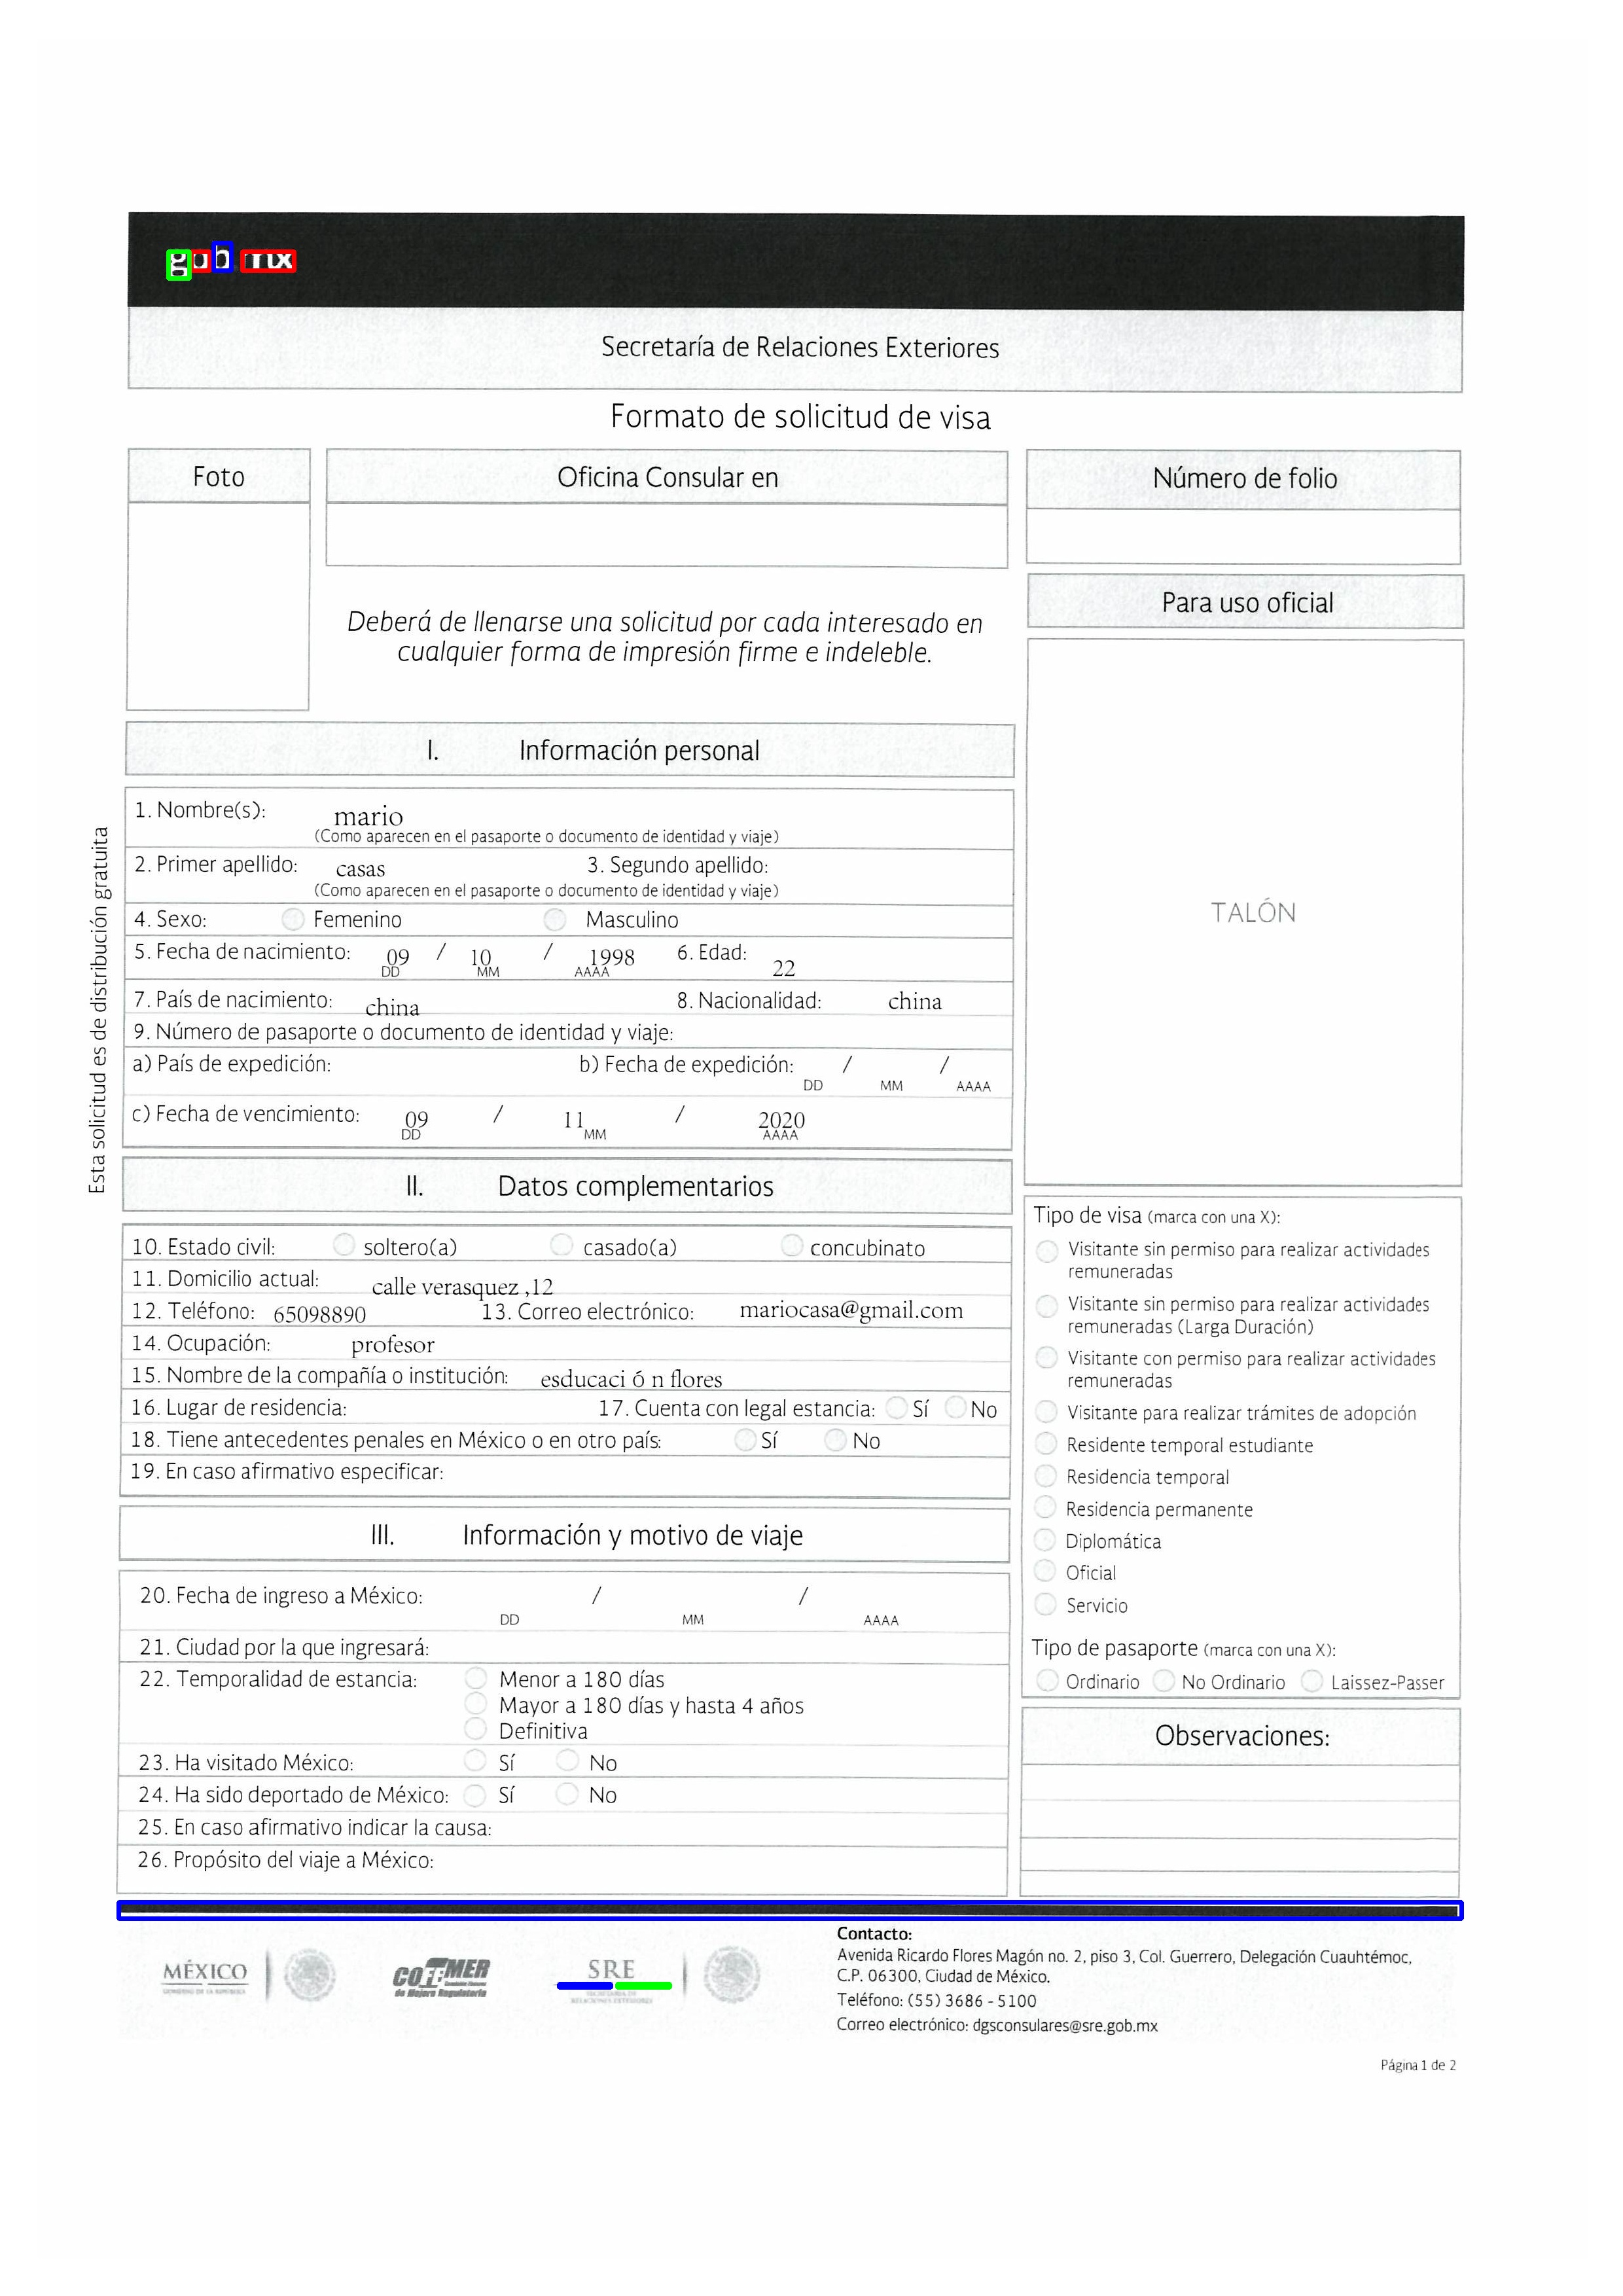 gob mx
Secretaría de Relaciones Exteriores
Formato de solicitud de visa
Foto
Oficina Consular en
Número de folio
Deberá de llenarse una solicitud por cada interesado en
cualquier forma de impresión firme e indeleble.
Para uso oficial
TALÓN
Esta solicitud es de distribución gratuita
I. Información personal
1. Nombre(s): mario
(Como aparecen en el pasaporte o documento de identidad y viaje)
2. Primer apellido: casas 3. Segundo apellido:
(Como aparecen en el pasaporte o documento de identidad y viaje)
4. Sexo: Femenino Masculino
5. Fecha de nacimiento: 09 / 10 / 1998 6. Edad: 22
DD MM AAAA
7. País de nacimiento: china 8. Nacionalidad: china
9. Número de pasaporte o documento de identidad y viaje:
a) País de expedición: b) Fecha de expedición: / /
DD MM AAAA
c) Fecha de vencimiento: 09 / 11 / 2020
DD MM AAAA
II. Datos complementarios
10. Estado civil: soltero(a) casado(a) concubinato
11. Domicilio actual: calle verasquez ,12
12. Teléfono: 65098890 13. Correo electrónico: mariocasa@gmail.com
14. Ocupación: profesor
15. Nombre de la compañía o institución: esducaci ó n flores
16. Lugar de residencia: 17. Cuenta con legal estancia: Sí No
18. Tiene antecedentes penales en México o en otro país: Sí No
19. En caso afirmativo especificar:
III. Información y motivo de viaje
20. Fecha de ingreso a México: / /
DD MM AAAA
21. Ciudad por la que ingresará:
22. Temporalidad de estancia: Menor a 180 días
Mayor a 180 días y hasta 4 años
Definitiva
23. Ha visitado México: Sí No
24. Ha sido deportado de México: Sí No
25. En caso afirmativo indicar la causa:
26. Propósito del viaje a México:
Tipo de visa (marca con una X):
Visitante sin permiso para realizar actividades
remuneradas
Visitante sin permiso para realizar actividades
remuneradas (Larga Duración)
Visitante con permiso para realizar actividades
remuneradas
Visitante para realizar trámites de adopción
Residente temporal estudiante
Residencia temporal
Residencia permanente
Diplomática
Oficial
Servicio
Tipo de pasaporte (marca con una X):
Ordinario No Ordinario Laissez-Passer
Observaciones:
MÉXICO
GOBIERNO DE LA REPÚBLICA
COFEMER
de Mejora Regulatoria
SRE
SECRETARÍA DE
RELACIONES EXTERIORES
Contacto:
Avenida Ricardo Flores Magón no. 2, piso 3, Col. Guerrero, Delegación Cuauhtémoc,
C.P. 06300, Ciudad de México.
Teléfono: (55) 3686 - 5100
Correo electrónico: dgsconsulares@sre.gob.mx
Página 1 de 2